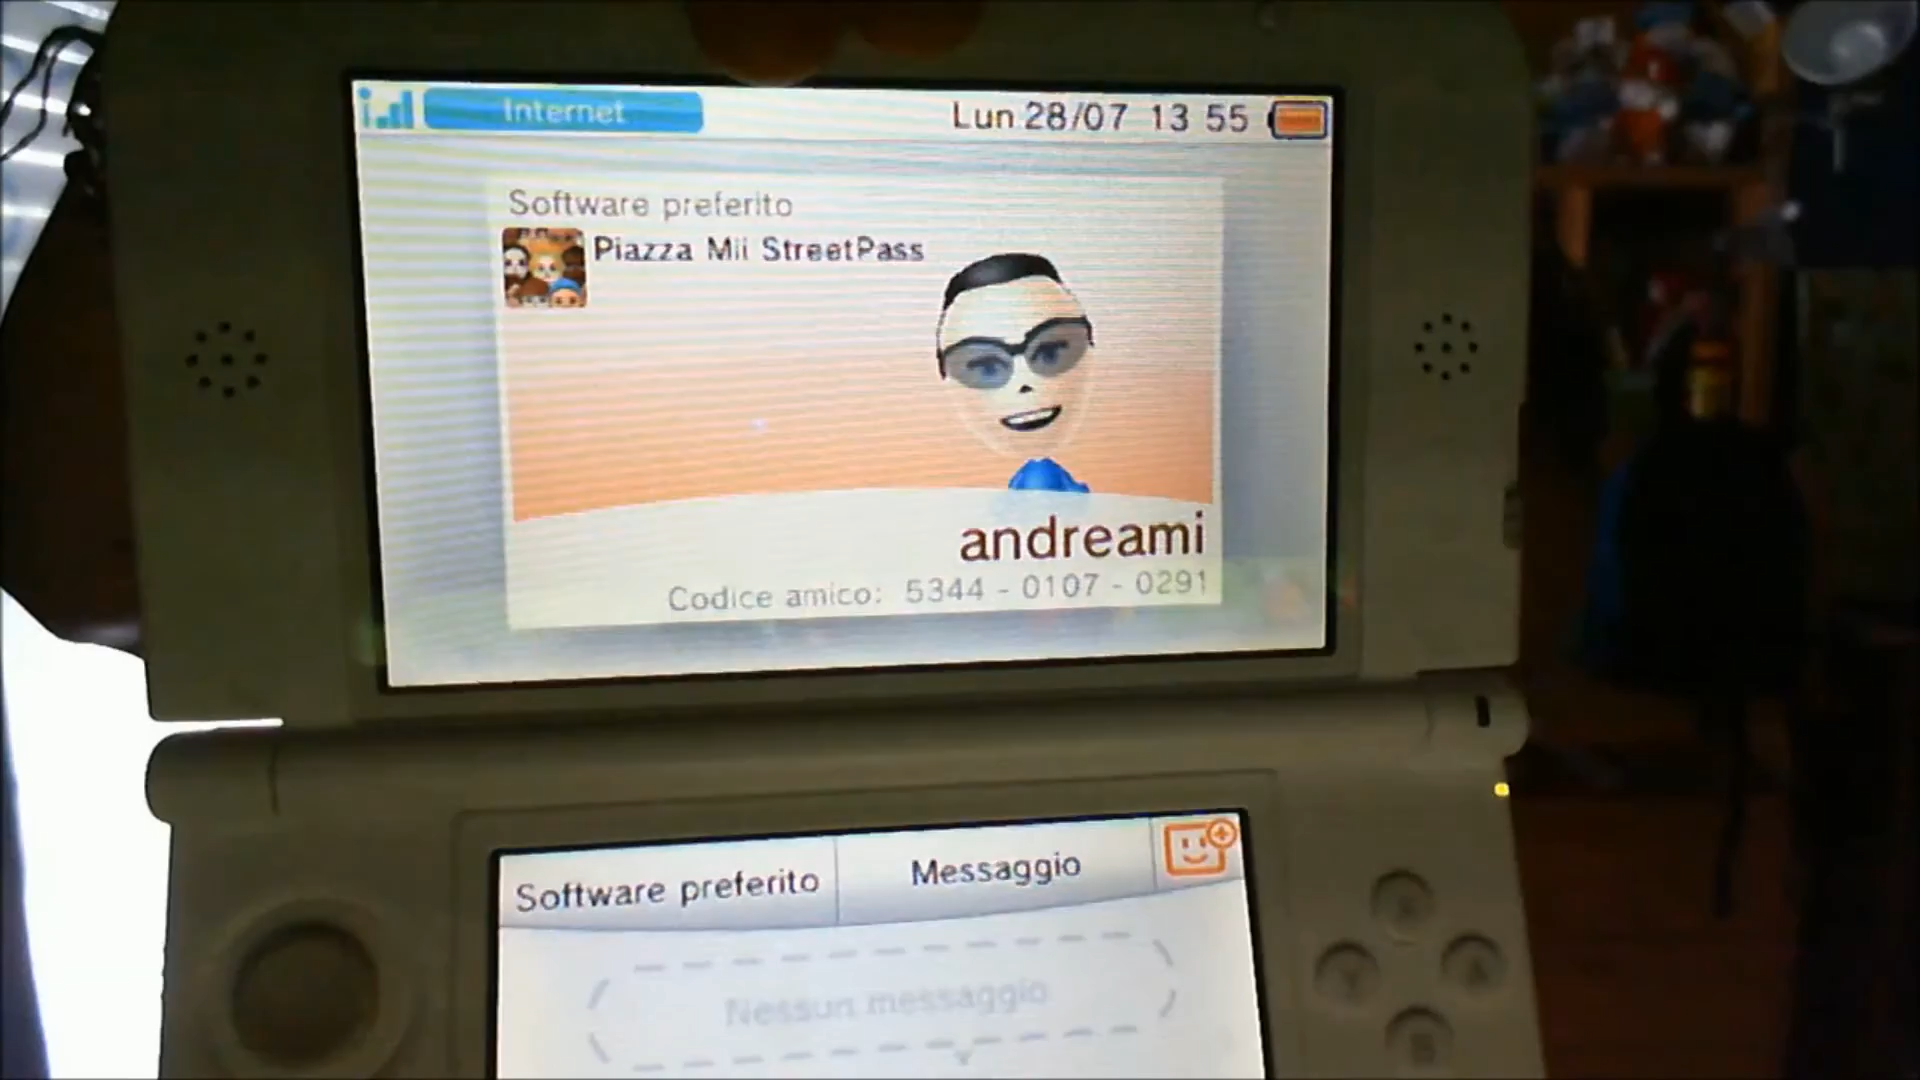 Internet
Lun 28/07 13 55
Software preferito
Piazza Mii StreetPass
andreami
Codice amico: 5344 - 0107 - 0291
Software preferito
Messaggio
Nessun messaggio